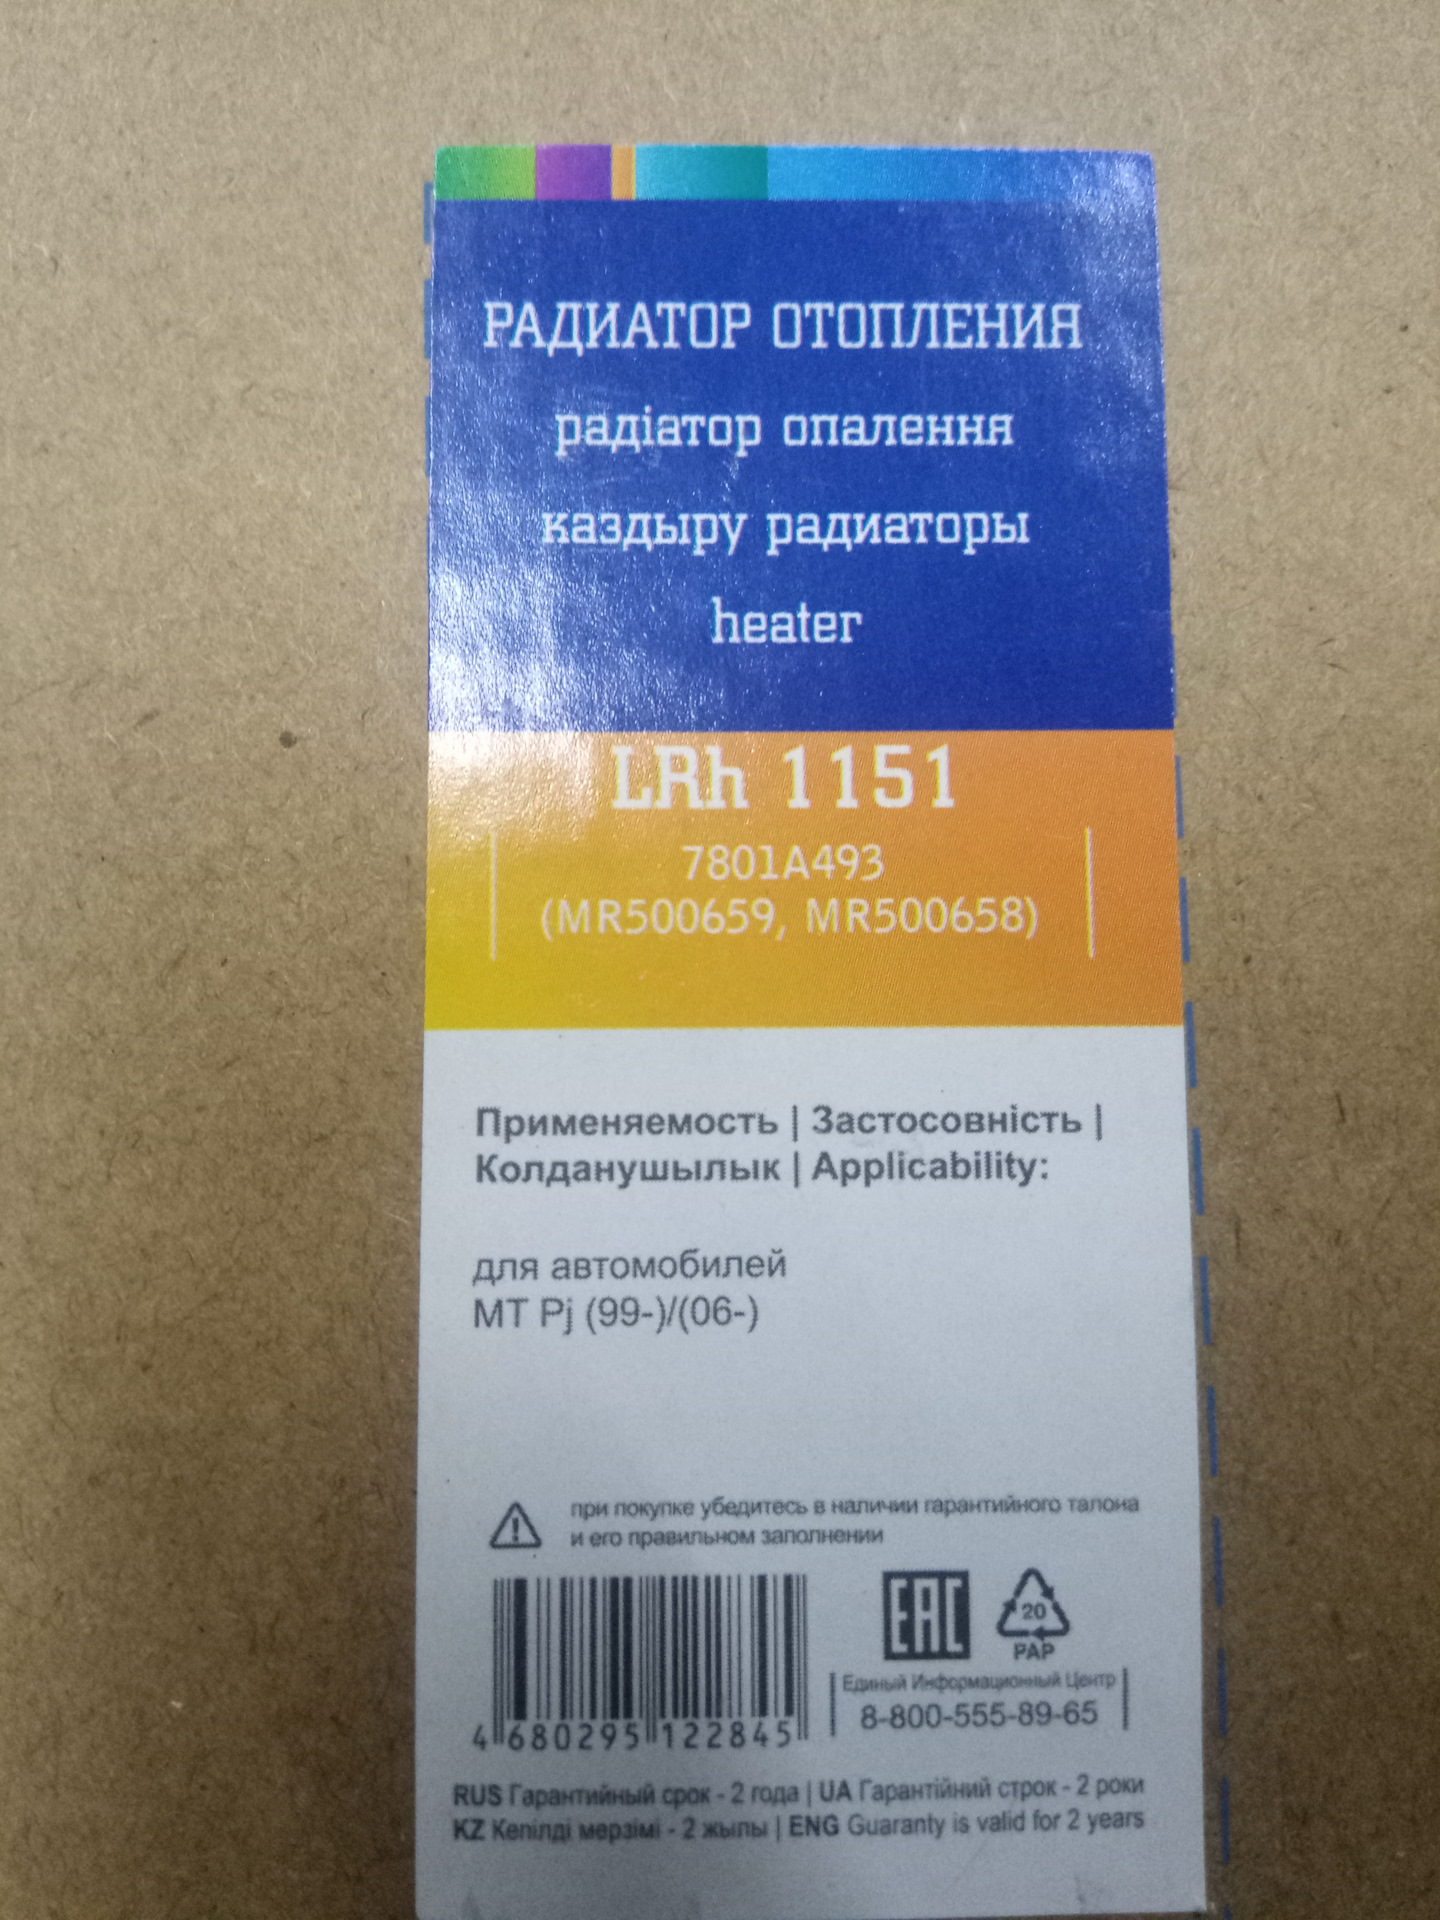 РАДИАТОР ОТОПЛЕНИЯ
радіатор опалення
каздыру радиаторы
heater
LRh 1151
7801A493
(MR500659, MR500658)
Применяемость | Застосовність |
Колданушылык | Applicability:
для автомобилей
MT Pj (99-)/(06-)
при покупке убедитесь в наличии гарантийного талона
и его правильном заполнении
EAC
20
PAP
Единый Информационный Центр
8-800-555-89-65
4 680295 122845
RUS Гарантийный срок - 2 года | UA Гарантійний строк - 2 роки
KZ Кепілді мерзімі - 2 жылы | ENG Guaranty is valid for 2 years